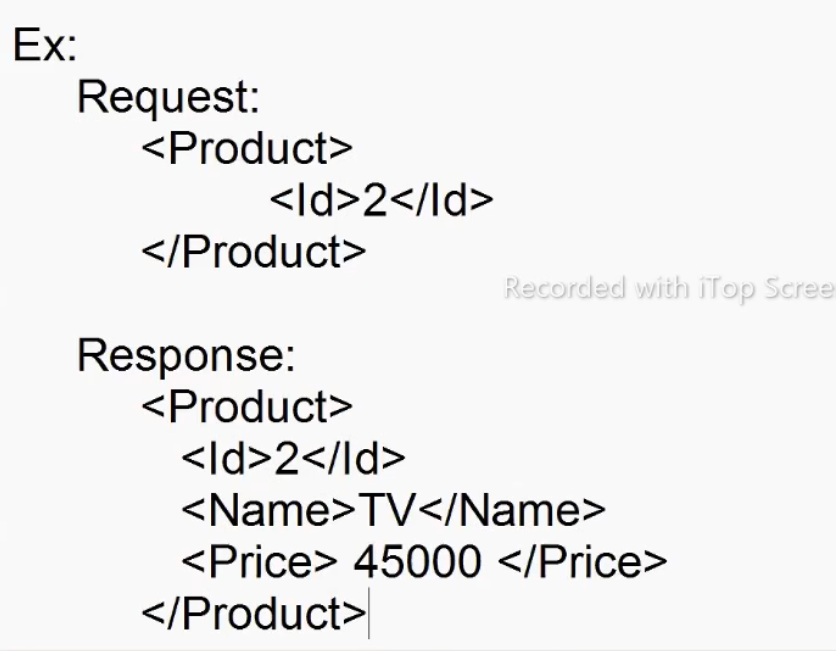 Ex:
Request:
<Product>
<Id>2</Id>
</Product>
Recorded with iTop Scree
Response:
<Product>
<Id>2</Id>
<Name>TV</Name>
<Price> 45000 </Price>
</Product>